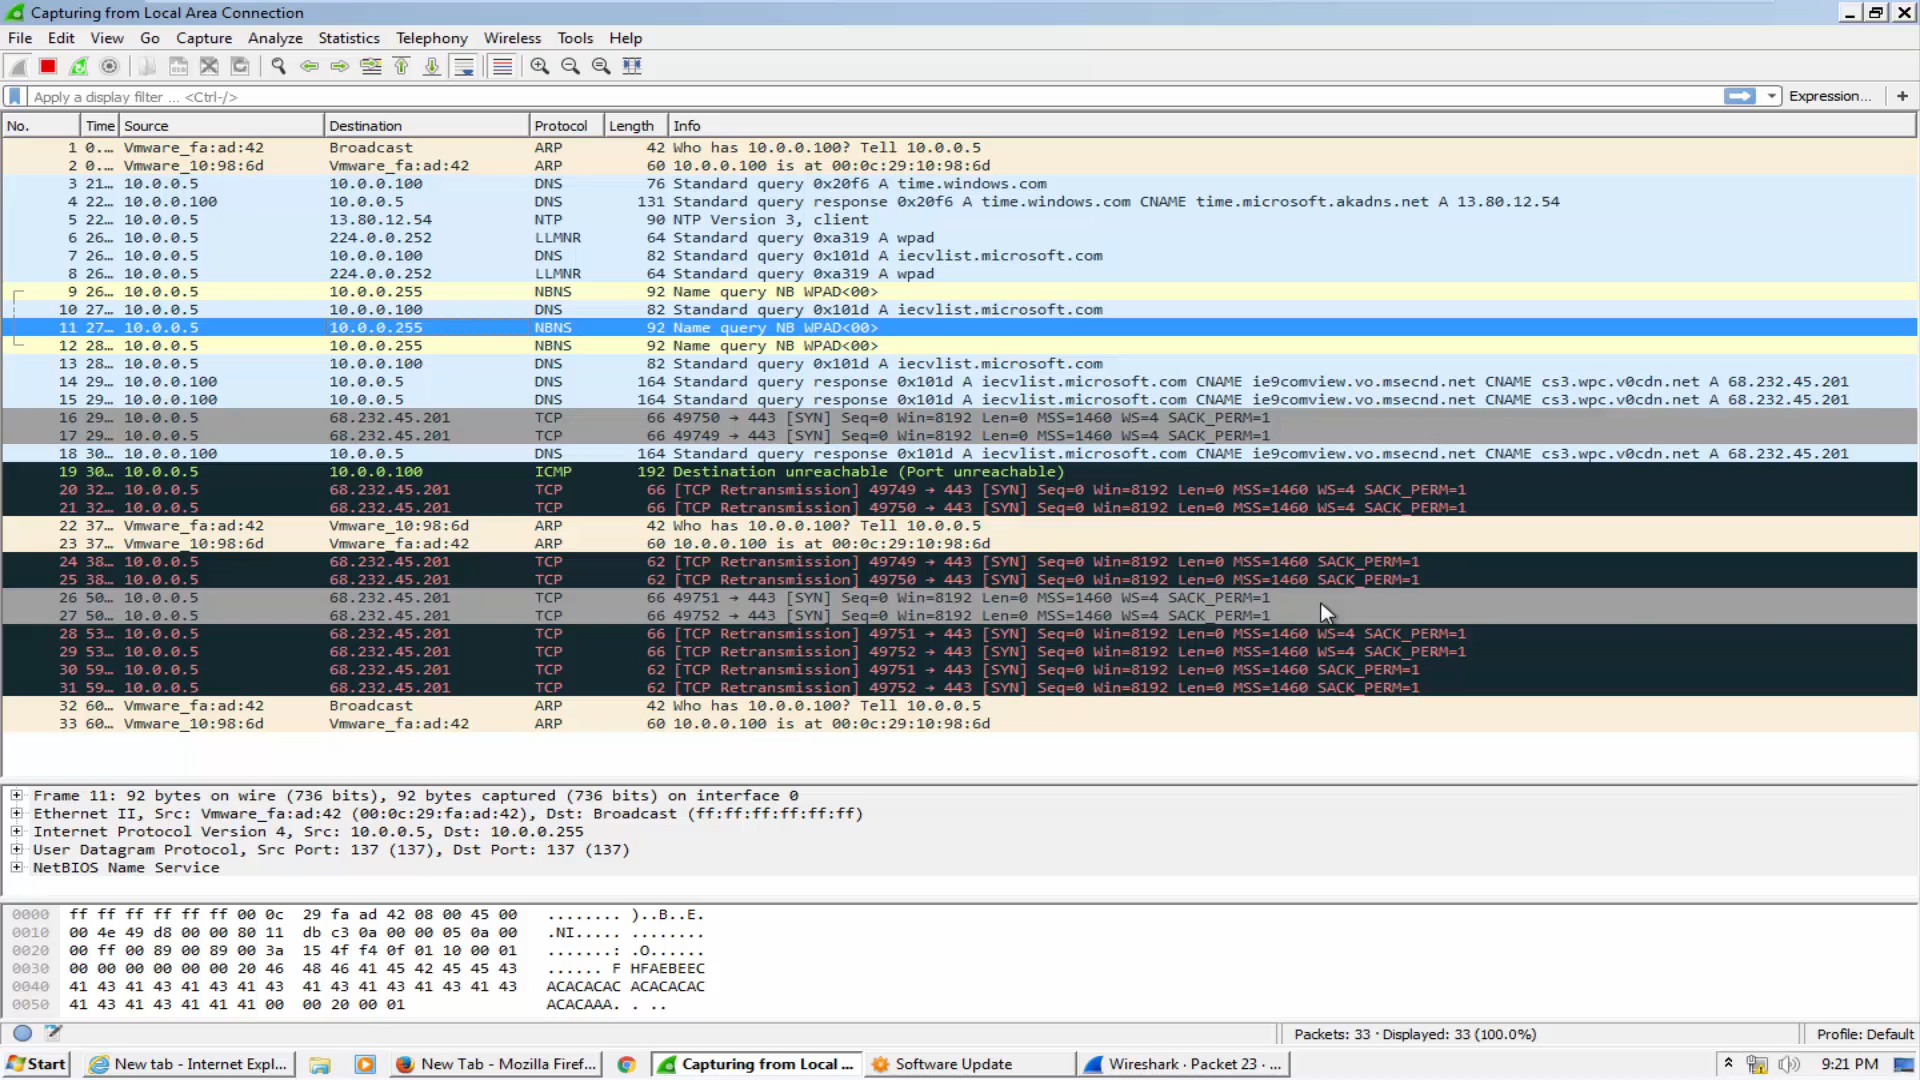 Capturing from Local Area Connection
File Edit View Go Capture Analyze Statistics Telephony Wireless Tools Help
Apply a display filter ... <Ctrl-/> Expression... +
No. Time Source Destination Protocol Length Info
1 0.... Vmware_fa:ad:42 Broadcast ARP 42 Who has 10.0.0.100? Tell 10.0.0.5
2 0.... Vmware_10:98:6d Vmware_fa:ad:42 ARP 60 10.0.0.100 is at 00:0c:29:10:98:6d
3 21... 10.0.0.5 10.0.0.100 DNS 76 Standard query 0x20f6 A time.windows.com
4 22... 10.0.0.100 10.0.0.5 DNS 131 Standard query response 0x20f6 A time.windows.com CNAME time.microsoft.akadns.net A 13.80.12.54
5 22... 10.0.0.5 13.80.12.54 NTP 90 NTP Version 3, client
6 26... 10.0.0.5 224.0.0.252 LLMNR 64 Standard query 0xa319 A wpad
7 26... 10.0.0.5 10.0.0.100 DNS 82 Standard query 0x101d A iecvlist.microsoft.com
8 26... 10.0.0.5 224.0.0.252 LLMNR 64 Standard query 0xa319 A wpad
9 26... 10.0.0.5 10.0.0.255 NBNS 92 Name query NB WPAD<00>
10 27... 10.0.0.5 10.0.0.100 DNS 82 Standard query 0x101d A iecvlist.microsoft.com
11 27... 10.0.0.5 10.0.0.255 NBNS 92 Name query NB WPAD<00>
12 28... 10.0.0.5 10.0.0.255 NBNS 92 Name query NB WPAD<00>
13 28... 10.0.0.5 10.0.0.100 DNS 82 Standard query 0x101d A iecvlist.microsoft.com
14 29... 10.0.0.100 10.0.0.5 DNS 164 Standard query response 0x101d A iecvlist.microsoft.com CNAME ie9comview.vo.msecnd.net CNAME cs3.wpc.v0cdn.net A 68.232.45.201
15 29... 10.0.0.100 10.0.0.5 DNS 164 Standard query response 0x101d A iecvlist.microsoft.com CNAME ie9comview.vo.msecnd.net CNAME cs3.wpc.v0cdn.net A 68.232.45.201
16 29... 10.0.0.5 68.232.45.201 TCP 66 49750 → 443 [SYN] Seq=0 Win=8192 Len=0 MSS=1460 WS=4 SACK_PERM=1
17 29... 10.0.0.5 68.232.45.201 TCP 66 49749 → 443 [SYN] Seq=0 Win=8192 Len=0 MSS=1460 WS=4 SACK_PERM=1
18 30... 10.0.0.100 10.0.0.5 DNS 164 Standard query response 0x101d A iecvlist.microsoft.com CNAME ie9comview.vo.msecnd.net CNAME cs3.wpc.v0cdn.net A 68.232.45.201
19 30... 10.0.0.5 10.0.0.100 ICMP 192 Destination unreachable (Port unreachable)
20 32... 10.0.0.5 68.232.45.201 TCP 66 [TCP Retransmission] 49749 → 443 [SYN] Seq=0 Win=8192 Len=0 MSS=1460 WS=4 SACK_PERM=1
21 32... 10.0.0.5 68.232.45.201 TCP 66 [TCP Retransmission] 49750 → 443 [SYN] Seq=0 Win=8192 Len=0 MSS=1460 WS=4 SACK_PERM=1
22 37... Vmware_fa:ad:42 Vmware_10:98:6d ARP 42 Who has 10.0.0.100? Tell 10.0.0.5
23 37... Vmware_10:98:6d Vmware_fa:ad:42 ARP 60 10.0.0.100 is at 00:0c:29:10:98:6d
24 38... 10.0.0.5 68.232.45.201 TCP 62 [TCP Retransmission] 49749 → 443 [SYN] Seq=0 Win=8192 Len=0 MSS=1460 SACK_PERM=1
25 38... 10.0.0.5 68.232.45.201 TCP 62 [TCP Retransmission] 49750 → 443 [SYN] Seq=0 Win=8192 Len=0 MSS=1460 SACK_PERM=1
26 50... 10.0.0.5 68.232.45.201 TCP 66 49751 → 443 [SYN] Seq=0 Win=8192 Len=0 MSS=1460 WS=4 SACK_PERM=1
27 50... 10.0.0.5 68.232.45.201 TCP 66 49752 → 443 [SYN] Seq=0 Win=8192 Len=0 MSS=1460 WS=4 SACK_PERM=1
28 53... 10.0.0.5 68.232.45.201 TCP 66 [TCP Retransmission] 49751 → 443 [SYN] Seq=0 Win=8192 Len=0 MSS=1460 WS=4 SACK_PERM=1
29 53... 10.0.0.5 68.232.45.201 TCP 66 [TCP Retransmission] 49752 → 443 [SYN] Seq=0 Win=8192 Len=0 MSS=1460 WS=4 SACK_PERM=1
30 59... 10.0.0.5 68.232.45.201 TCP 62 [TCP Retransmission] 49751 → 443 [SYN] Seq=0 Win=8192 Len=0 MSS=1460 SACK_PERM=1
31 59... 10.0.0.5 68.232.45.201 TCP 62 [TCP Retransmission] 49752 → 443 [SYN] Seq=0 Win=8192 Len=0 MSS=1460 SACK_PERM=1
32 60... Vmware_fa:ad:42 Broadcast ARP 42 Who has 10.0.0.100? Tell 10.0.0.5
33 60... Vmware_10:98:6d Vmware_fa:ad:42 ARP 60 10.0.0.100 is at 00:0c:29:10:98:6d
Frame 11: 92 bytes on wire (736 bits), 92 bytes captured (736 bits) on interface 0
Ethernet II, Src: Vmware_fa:ad:42 (00:0c:29:fa:ad:42), Dst: Broadcast (ff:ff:ff:ff:ff:ff)
Internet Protocol Version 4, Src: 10.0.0.5, Dst: 10.0.0.255
User Datagram Protocol, Src Port: 137 (137), Dst Port: 137 (137)
NetBIOS Name Service
0000 ff ff ff ff ff ff 00 0c 29 fa ad 42 08 00 45 00 ........ )..B..E.
0010 00 4e 49 d8 00 00 80 11 db c3 0a 00 00 05 0a 00 .NI..... ........
0020 00 ff 00 89 00 89 00 3a 15 4f f4 0f 01 10 00 01 .......: .O......
0030 00 00 00 00 00 00 20 46 48 46 41 45 42 45 45 43 ...... F HFAEBEEC
0040 41 43 41 43 41 43 41 43 41 43 41 43 41 43 41 43 ACACACAC ACACACAC
0050 41 43 41 43 41 41 41 00 00 20 00 01 ACACAAA. . ..
Packets: 33 · Displayed: 33 (100.0%) Profile: Default
Start New tab - Internet Expl... New Tab - Mozilla Firef... Capturing from Local ... Software Update Wireshark · Packet 23 · ... 9:21 PM